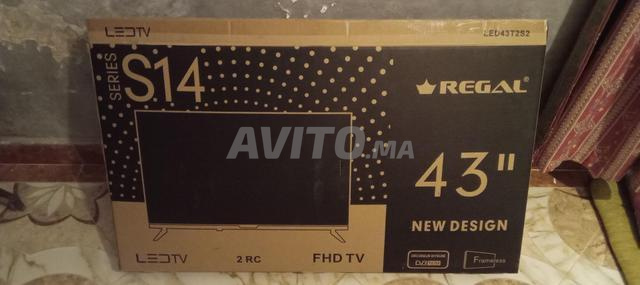 LEDTV
LED43T2S2
SERIES
S14
REGAL
AVITO.MA
43"
NEW DESIGN
LEDTV
2 RC
FHD TV
Frameless